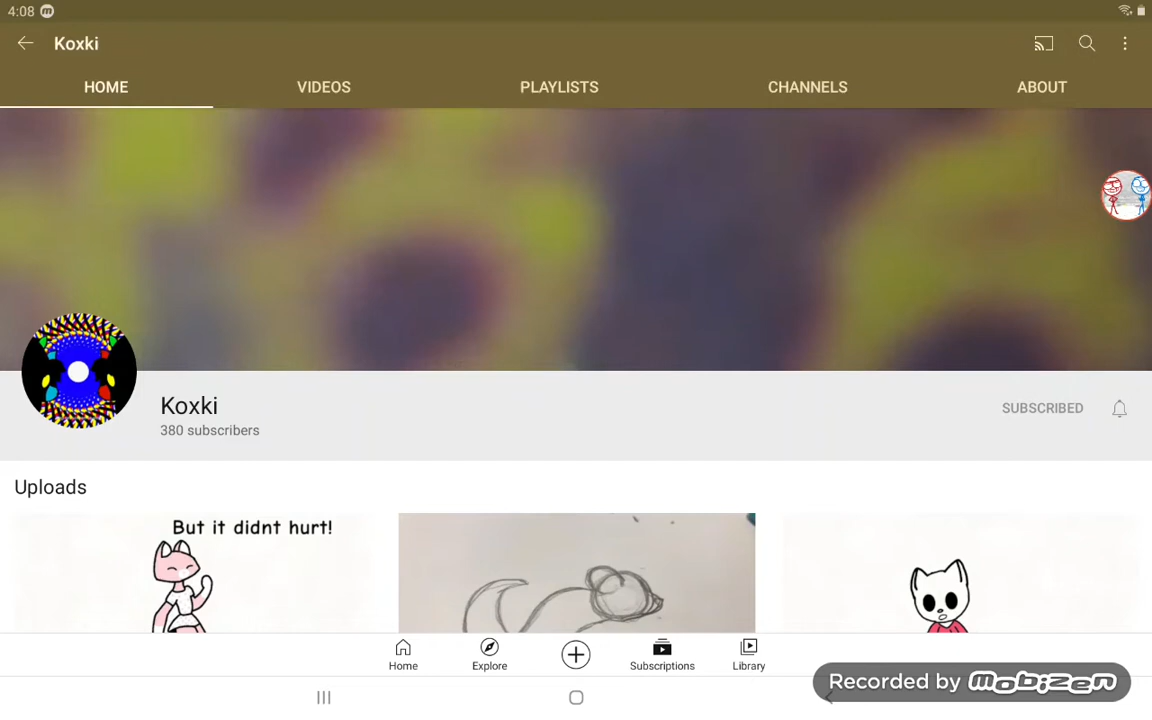 4:08
Koxki
HOME VIDEOS PLAYLISTS CHANNELS ABOUT
Koxki
380 subscribers
SUBSCRIBED
Uploads
But it didnt hurt!
Home Explore Subscriptions Library
Recorded by mobizen